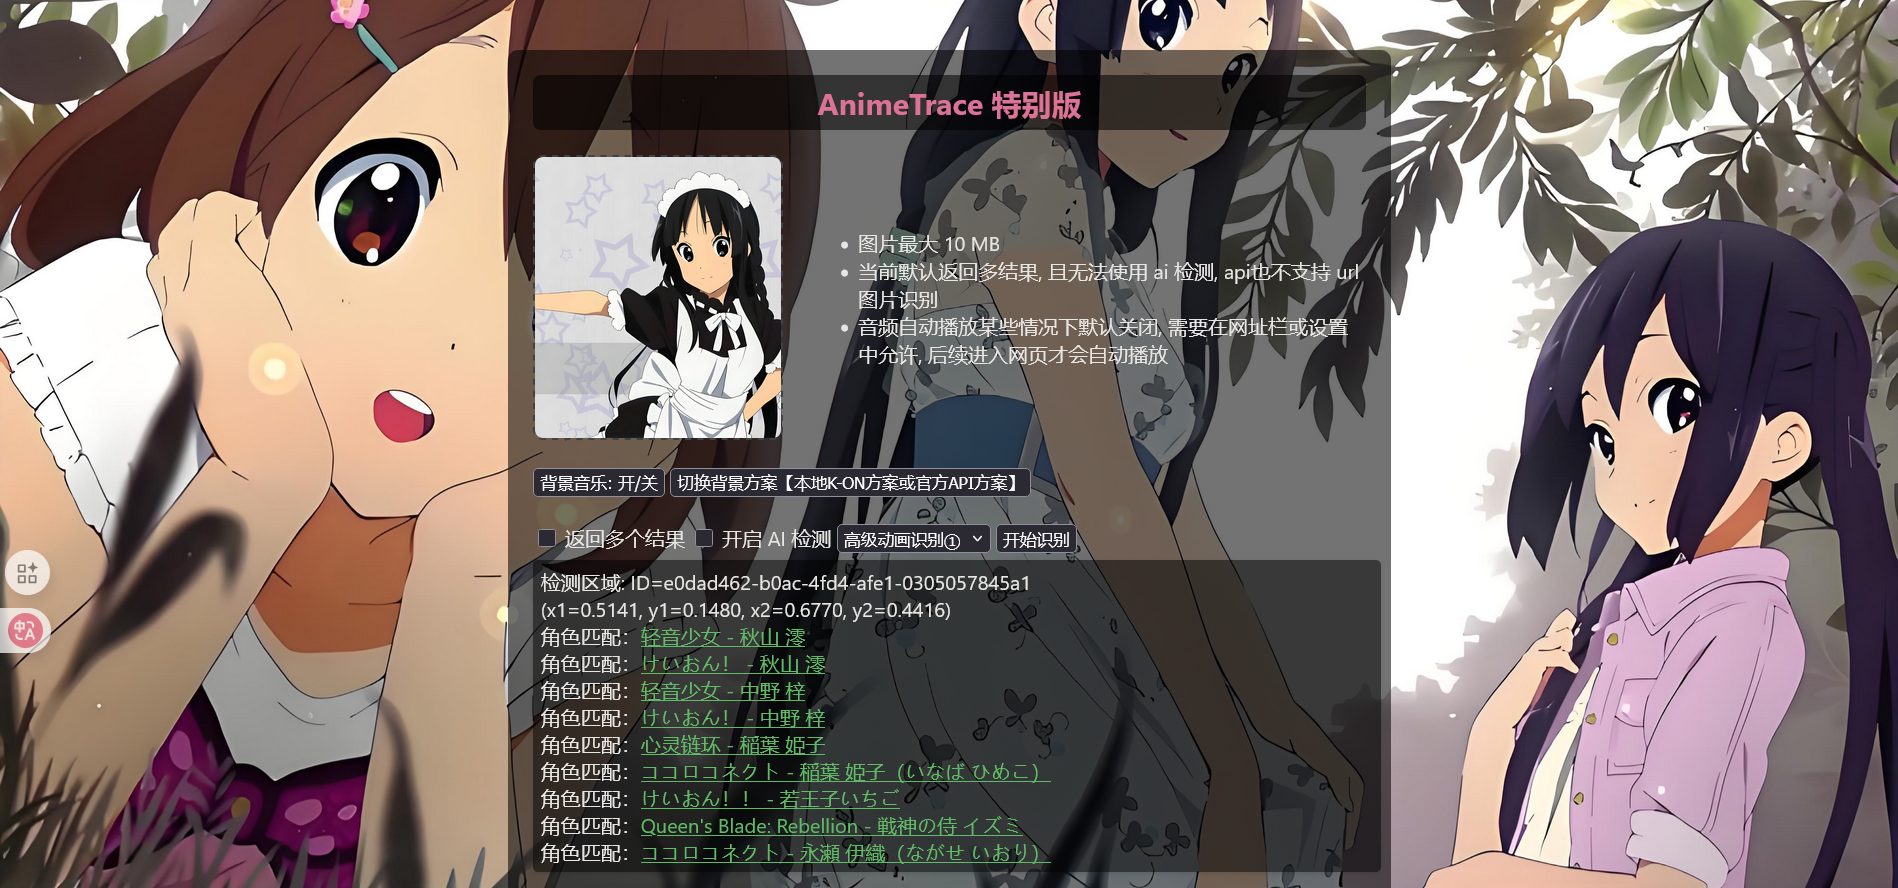 AnimeTrace 特别版
图片最大 10 MB
当前默认返回多结果, 且无法使用 ai 检测, api也不支持 url
图片识别
音频自动播放某些情况下默认关闭, 需要在网址栏或设置
中允许, 后续进入网页才会自动播放
背景音乐: 开/关 切换背景方案【本地K-ON方案或官方API方案】
返回多个结果 开启 AI 检测 高级动画识别① 开始识别
检测区域: ID=e0dad462-b0ac-4fd4-afe1-0305057845a1
(x1=0.5141, y1=0.1480, x2=0.6770, y2=0.4416)
角色匹配：轻音少女 - 秋山 澪
角色匹配：けいおん！ - 秋山 澪
角色匹配：轻音少女 - 中野 梓
角色匹配：けいおん！ - 中野 梓
角色匹配：心灵链环 - 稲葉 姫子
角色匹配：ココロコネクト - 稲葉 姫子（いなば ひめこ）
角色匹配：けいおん！！ - 若王子いちご
角色匹配：Queen's Blade: Rebellion - 戦神の侍 イズミ
角色匹配：ココロコネクト - 永瀬 伊織（ながせ いおり）
中A